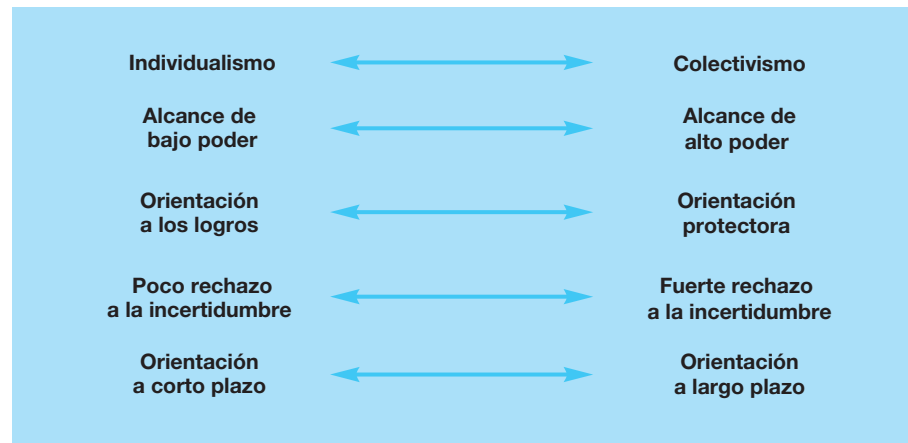 Individualismo
Colectivismo
Alcance de
bajo poder
Alcance de
alto poder
Orientación
a los logros
Orientación
protectora
Poco rechazo
a la incertidumbre
Fuerte rechazo
a la incertidumbre
Orientación
a corto plazo
Orientación
a largo plazo